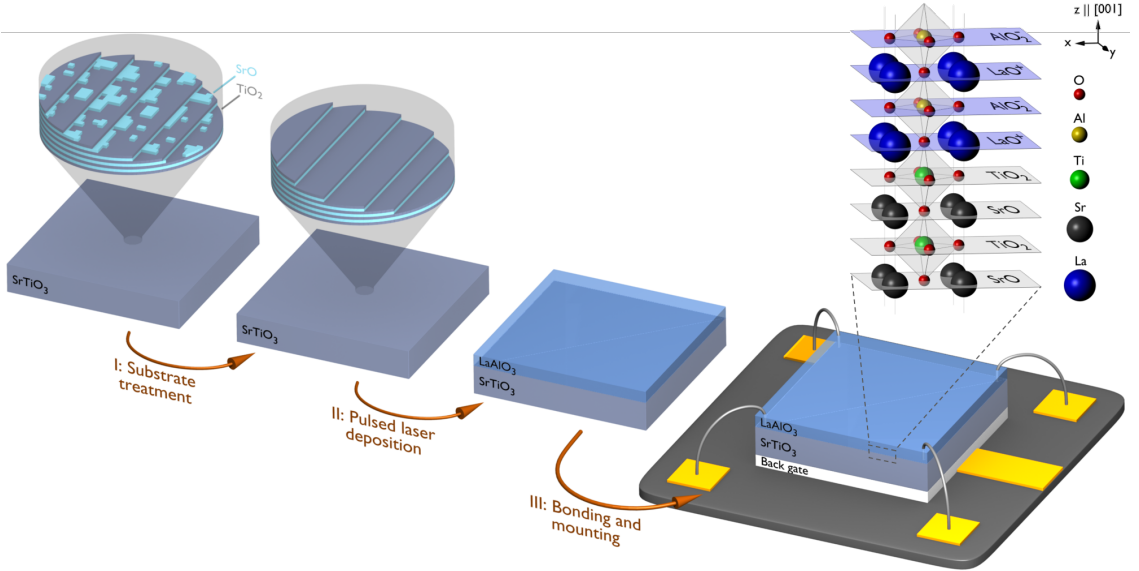 SrO
TiO₂
SrTiO₃
I: Substrate
treatment
SrTiO₃
II: Pulsed laser
deposition
LaAlO₃
SrTiO₃
III: Bonding and
mounting
LaAlO₃
SrTiO₃
Back gate
AlO₂⁻
LaO⁺
AlO₂⁻
LaO⁺
TiO₂
SrO
TiO₂
SrO
z || [001]
x
y
O
Al
Ti
Sr
La